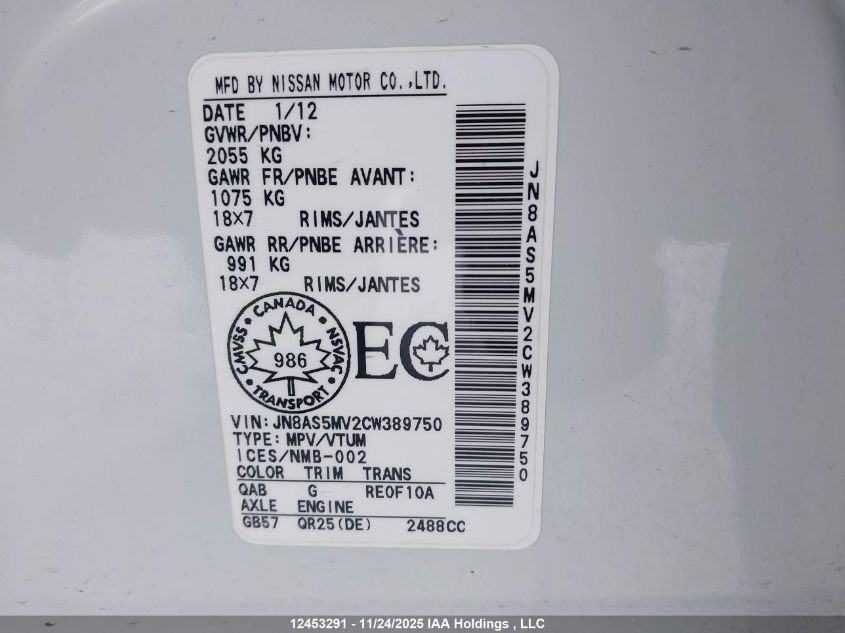 MFD BY NISSAN MOTOR CO.,LTD.
DATE 1/12
GVWR/PNBV:
2055 KG
GAWR FR/PNBE AVANT:
1075 KG
18X7 RIMS/JANTES
GAWR RR/PNBE ARRIÈRE:
991 KG
18X7 RIMS/JANTES
CANADA
CMVSS 986 NSVAC
TRANSPORT
EC
VIN: JN8AS5MV2CW389750
TYPE: MPV/VTUM
ICES/NMB-002
COLOR TRIM TRANS
QAB G RE0F10A
AXLE ENGINE
GB57 QR25(DE) 2488CC
JN8AS5MV2CW389750
12453291 - 11/24/2025 IAA Holdings , LLC